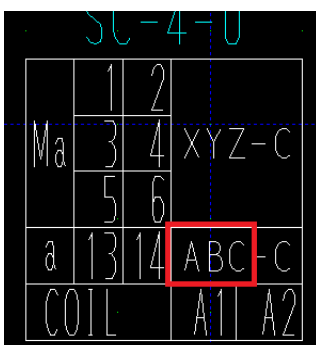 SC-4-0
1 2
Ma 3 4 XYZ-C
5 6
a 13 14 ABC-C
COIL A1 A2